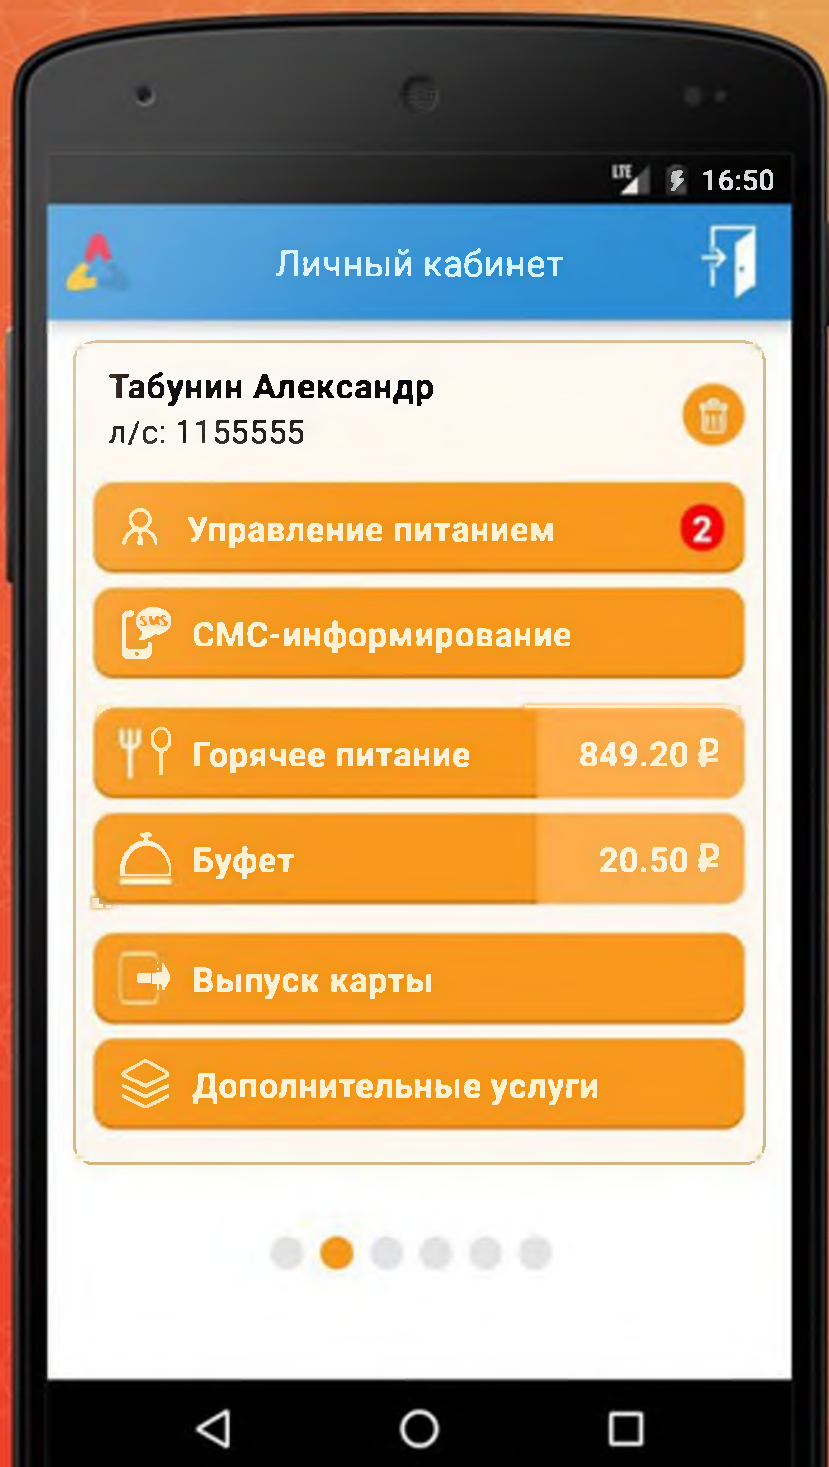 LTE 16:50
Личный кабинет
Табунин Александр
л/с: 1155555
Управление питанием 2
SMS
СМС-информирование
Горячее питание 849.20 ₽
Буфет 20.50 ₽
Выпуск карты
Дополнительные услуги